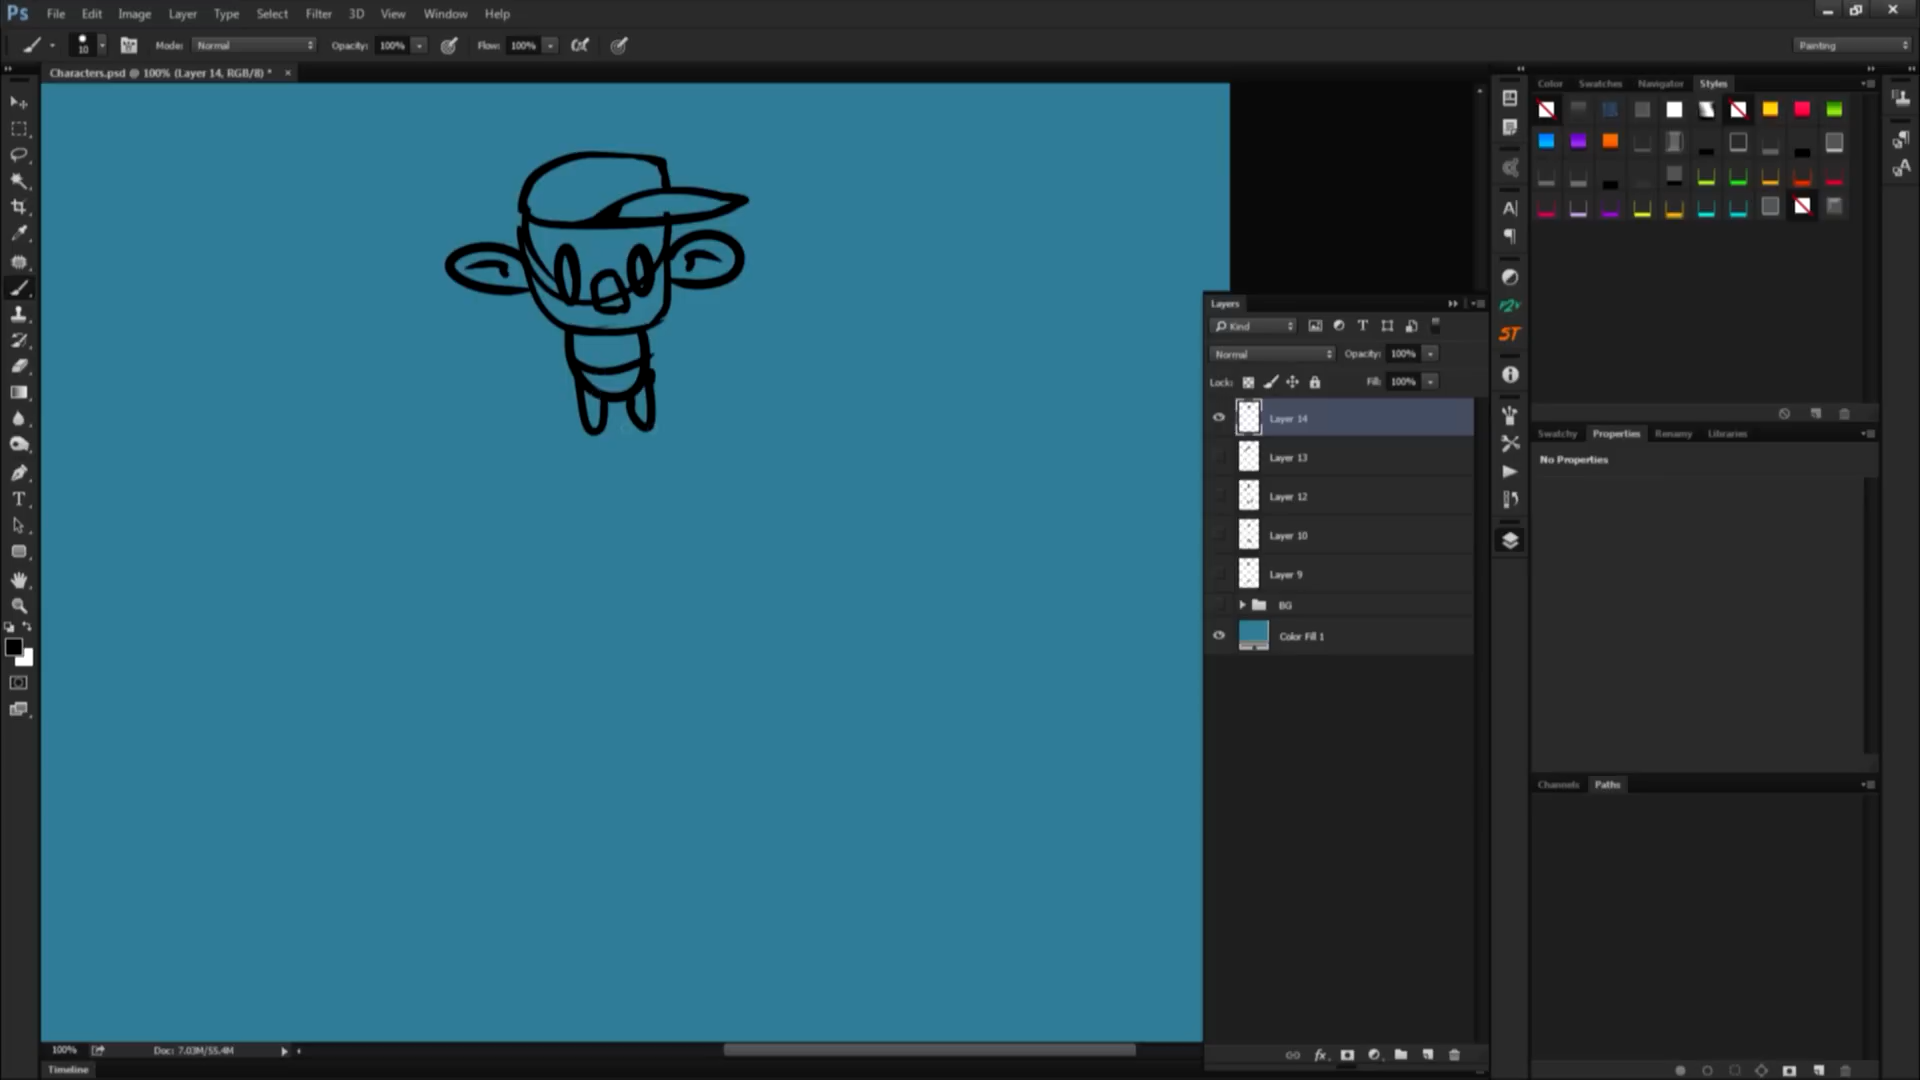 Ps File Edit Image Layer Type Select Filter 3D View Window Help
10 Mode: Normal Opacity: 100% Flow: 100% Painting
Characters.psd @ 100% (Layer 14, RGB/8) * ×
Color Swatches Navigator Styles
Layers
Kind
Normal Opacity: 100%
Lock: Fill: 100%
Layer 14
Layer 13
Layer 12
Layer 10
Layer 9
BG
Color Fill 1
Swatchy Properties Renamy Libraries
No Properties
Channels Paths
100% Doc: 7.03M/55.4M
Timeline